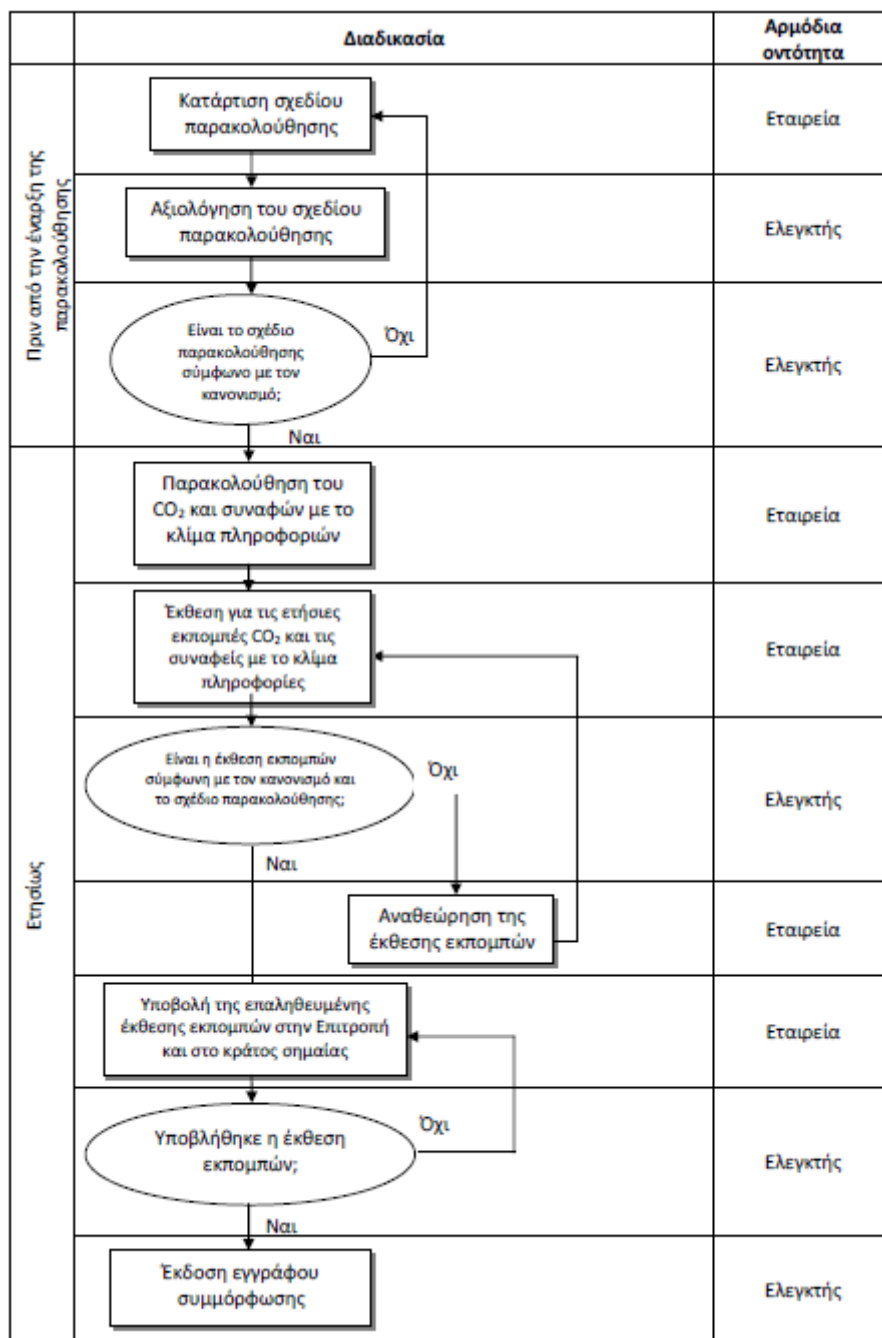 Διαδικασία
Αρμόδια
οντότητα
Πριν από την έναρξη της
παρακολούθησης
Κατάρτιση σχεδίου
παρακολούθησης
Εταιρεία
Αξιολόγηση του σχεδίου
παρακολούθησης
Ελεγκτής
Είναι το σχέδιο
παρακολούθησης
σύμφωνο με τον
κανονισμό;
Όχι
Ελεγκτής
Ναι
Ετησίως
Παρακολούθηση του
CO₂ και συναφών με το
κλίμα πληροφοριών
Εταιρεία
Έκθεση για τις ετήσιες
εκπομπές CO₂ και τις
συναφείς με το κλίμα
πληροφορίες
Εταιρεία
Είναι η έκθεση εκπομπών
σύμφωνη με τον κανονισμό και
το σχέδιο παρακολούθησης;
Όχι
Ελεγκτής
Ναι
Αναθεώρηση της
έκθεσης εκπομπών
Εταιρεία
Υποβολή της επαληθευμένης
έκθεσης εκπομπών στην Επιτροπή
και στο κράτος σημαίας
Εταιρεία
Υποβλήθηκε η έκθεση
εκπομπών;
Όχι
Ελεγκτής
Ναι
Έκδοση εγγράφου
συμμόρφωσης
Ελεγκτής